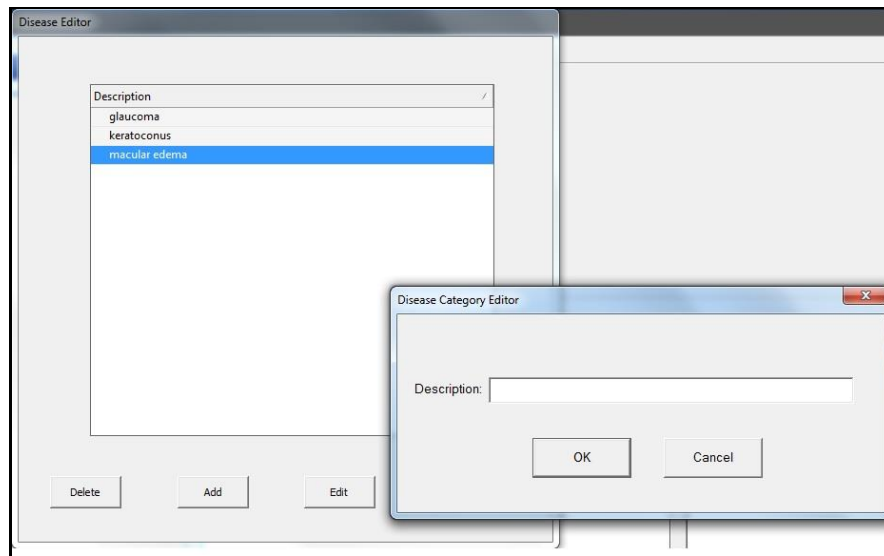 Disease Editor
Description
glaucoma
keratoconus
macular edema
Disease Category Editor
Description:
OK Cancel
Delete Add Edit